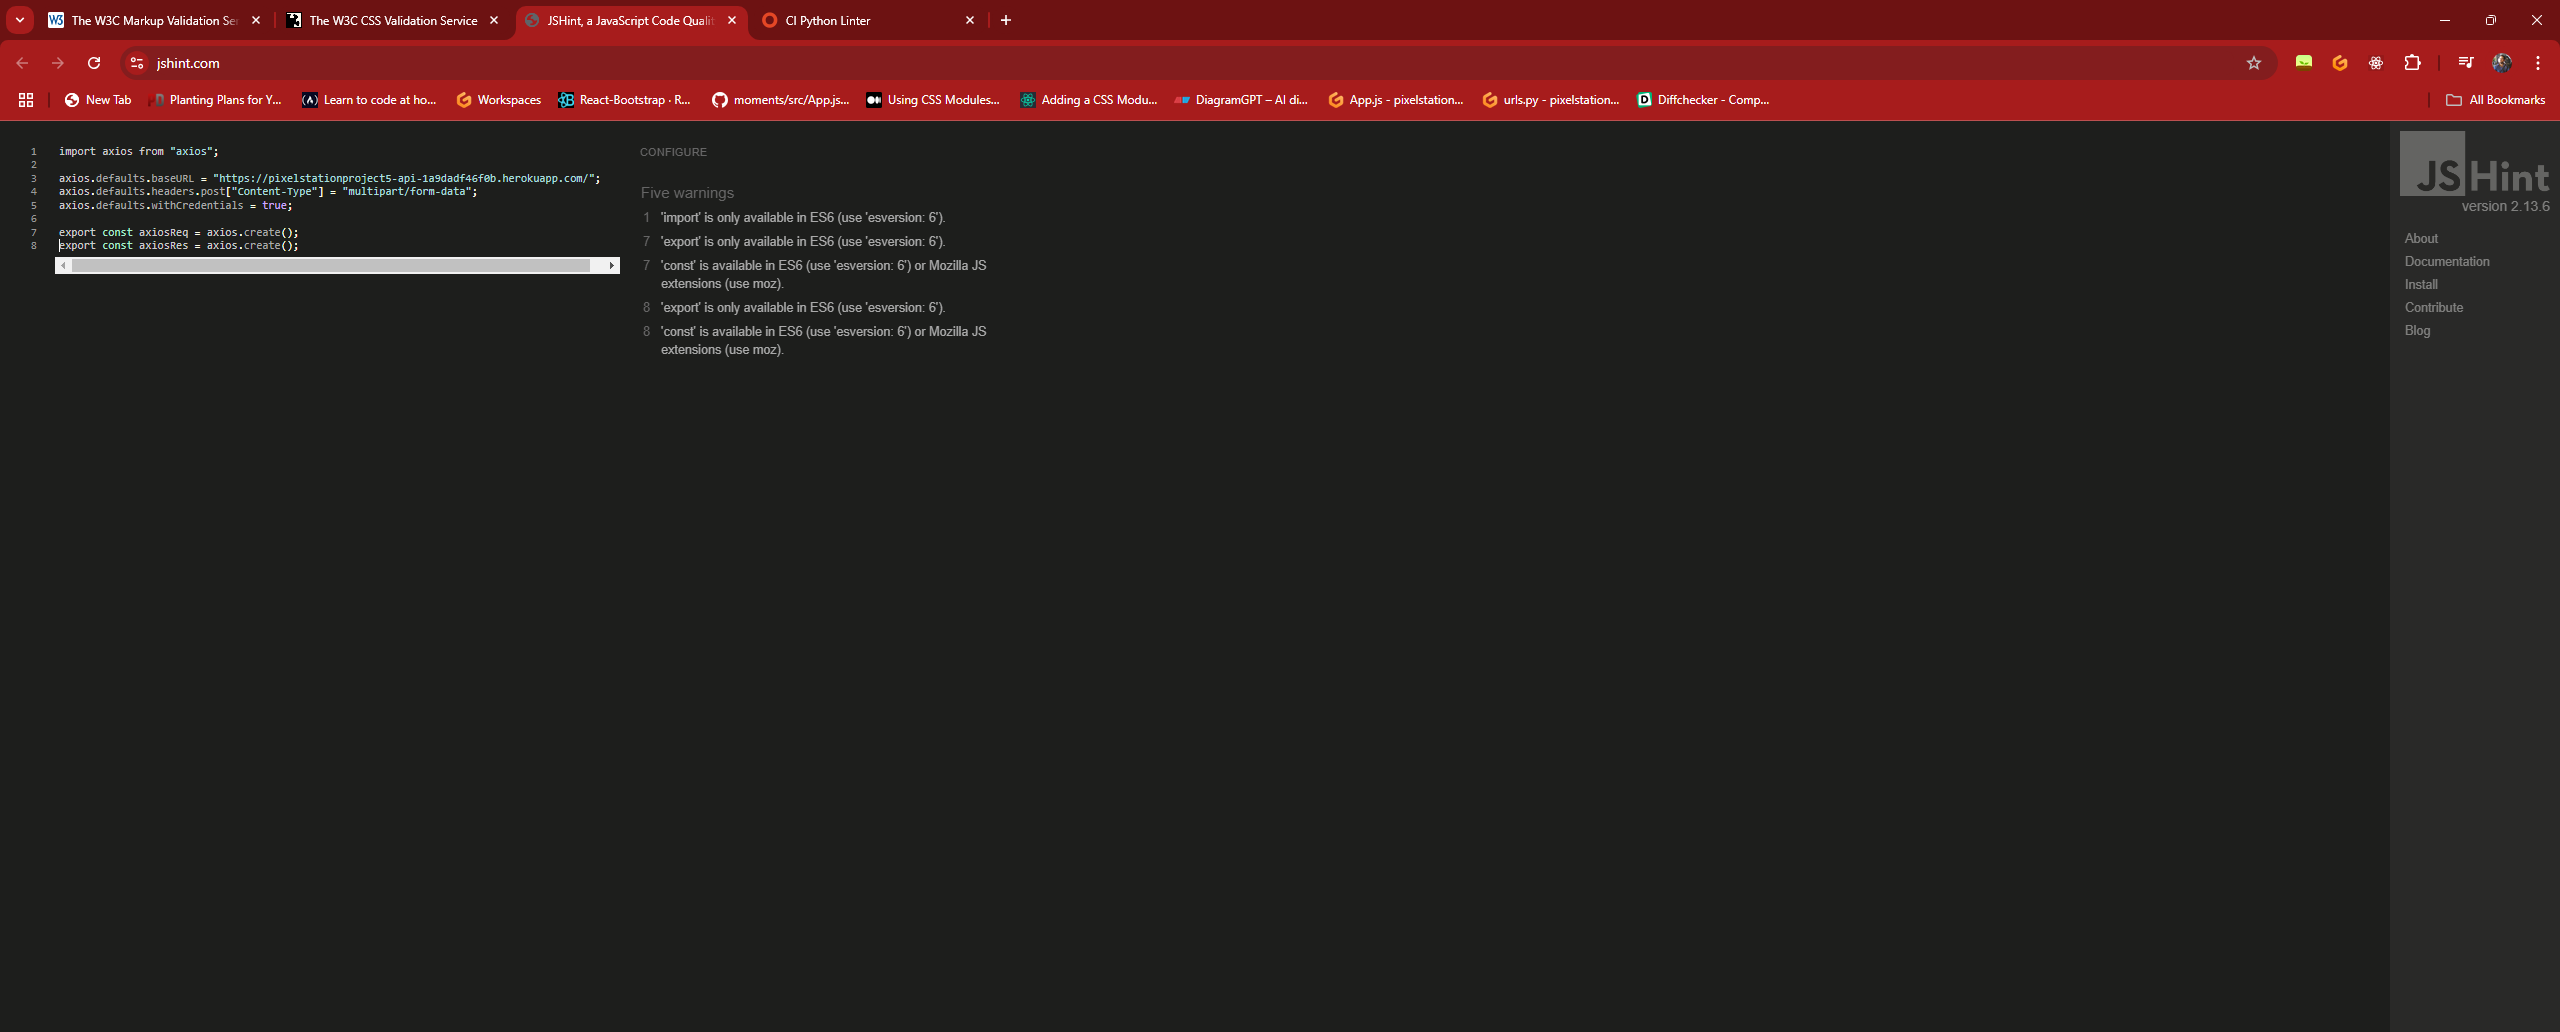 The W3C Markup Validation Se
The W3C CSS Validation Service
JSHint, a JavaScript Code Qualit
CI Python Linter
jshint.com
New Tab
Planting Plans for Y...
Learn to code at ho...
Workspaces
React-Bootstrap · R...
moments/src/App.js...
Using CSS Modules...
Adding a CSS Modu...
DiagramGPT – AI di...
App.js - pixelstation...
urls.py - pixelstation...
Diffchecker - Comp...
All Bookmarks
1 import axios from "axios";
2
3 axios.defaults.baseURL = "https://pixelstationproject5-api-1a9dadf46f0b.herokuapp.com/";
4 axios.defaults.headers.post["Content-Type"] = "multipart/form-data";
5 axios.defaults.withCredentials = true;
6
7 export const axiosReq = axios.create();
8 export const axiosRes = axios.create();
CONFIGURE
Five warnings
1 'import' is only available in ES6 (use 'esversion: 6').
7 'export' is only available in ES6 (use 'esversion: 6').
7 'const' is available in ES6 (use 'esversion: 6') or Mozilla JS
extensions (use moz).
8 'export' is only available in ES6 (use 'esversion: 6').
8 'const' is available in ES6 (use 'esversion: 6') or Mozilla JS
extensions (use moz).
JSHint
version 2.13.6
About
Documentation
Install
Contribute
Blog